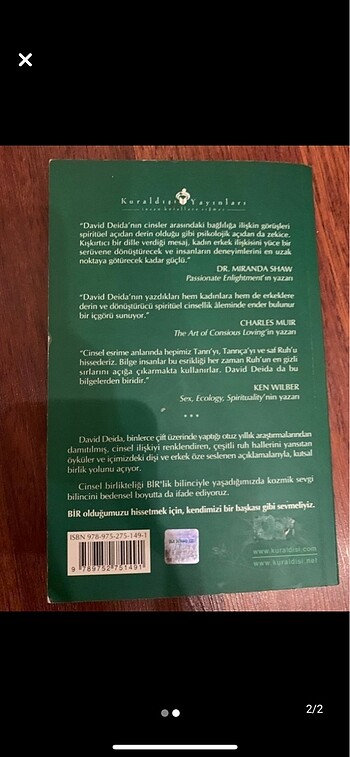 Kuraldışı Yayınları
insan kurallara sığmaz
"David Deida'nın cinsler arasındaki bağlılığa ilişkin görüşleri
spiritüel açıdan derin olduğu gibi psikolojik açıdan da zekice.
Kışkırtıcı bir dille verdiği mesaj, kadın erkek ilişkisini yüce bir
serüvene dönüştürecek ve insanların deneyimlerini en uzak
noktaya götürecek kadar güçlü."
DR. MIRANDA SHAW
Passionate Enlightment'ın yazarı
"David Deida'nın yazdıkları hem kadınlara hem de erkeklere
derin ve dönüştürücü spiritüel cinsellik âleminde ender bulunur
bir içgörü sunuyor."
CHARLES MUIR
The Art of Consious Loving'in yazarı
"Cinsel esrime anlarında hepimiz Tanrı'yı, Tanrıça'yı ve saf Ruh'u
hissederiz. Bilge insanlar bu esrikliği her zaman Ruh'un en gizli
sırlarını açığa çıkarmakta kullanırlar. David Deida da bu
bilgelerden biridir."
KEN WILBER
Sex, Ecology, Spirituality'nin yazarı
* * *
David Deida, binlerce çift üzerinde yaptığı otuz yıllık araştırmalarından
damıtılmış, cinsel ilişkiyi renklendiren, çeşitli ruh hallerini yansıtan
öyküler ve içimizdeki dişi ve erkek öze seslenen açıklamalarıyla, kutsal
birlik yolunu açıyor.
Cinsel birlikteliği BİR'lik bilinciyle yaşadığımızda kozmik sevgi
bilincini bedensel boyutta da ifade ediyoruz.
BİR olduğumuzu hissetmek için, kendimizi bir başkası gibi sevmeliyiz.
ISBN 978-975-275-149-1
9 789752 751491
www.kuraldisi.com
www.kuraldisi.net
2/2